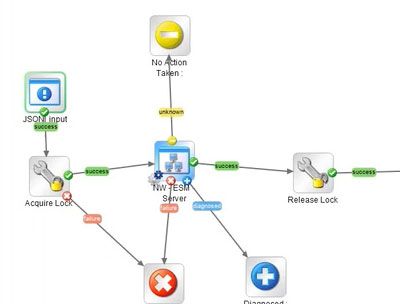 No Action
Taken :
JSON input
success
unknown
success
success
success
Acquire Lock
NW - ESM
Server
Release Lock
failure
failure
diagnosed
Diagnosed :